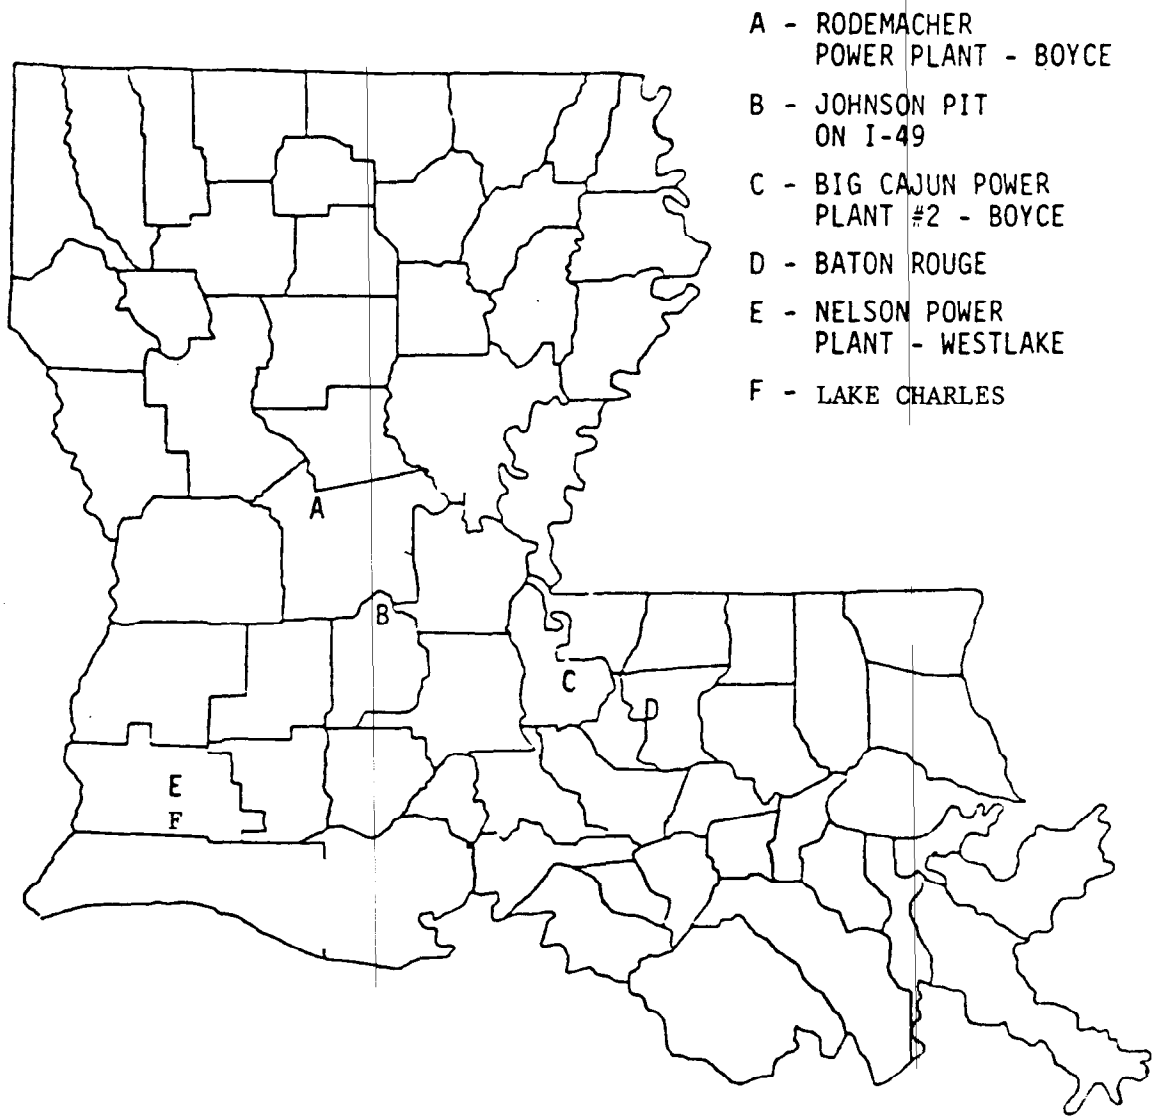 A - RODEMACHER
POWER PLANT - BOYCE
B - JOHNSON PIT
ON I-49
C - BIG CAJUN POWER
PLANT #2 - BOYCE
D - BATON ROUGE
E - NELSON POWER
PLANT - WESTLAKE
F - LAKE CHARLES
A
B
C
D
E
F